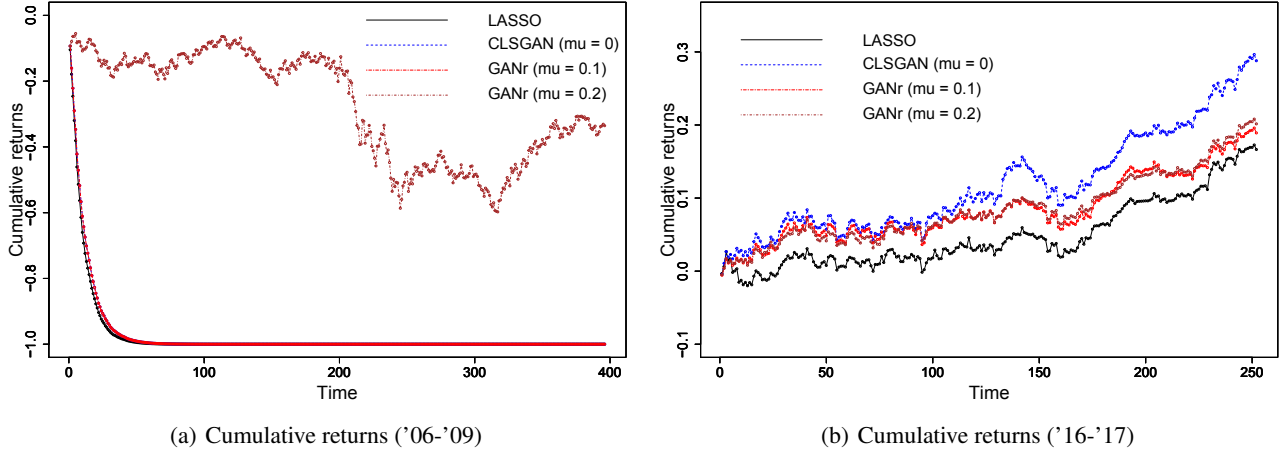 LASSO
CLSGAN (mu = 0)
GANr (mu = 0.1)
GANr (mu = 0.2)
Cumulative returns
0.0
−0.2
−0.4
−0.6
−0.8
−1.0
0 100 200 300 400
Time
(a) Cumulative returns (’06-’09)
LASSO
CLSGAN (mu = 0)
GANr (mu = 0.1)
GANr (mu = 0.2)
Cumulative returns
0.3
0.2
0.1
0.0
−0.1
0 50 100 150 200 250
Time
(b) Cumulative returns (’16-’17)